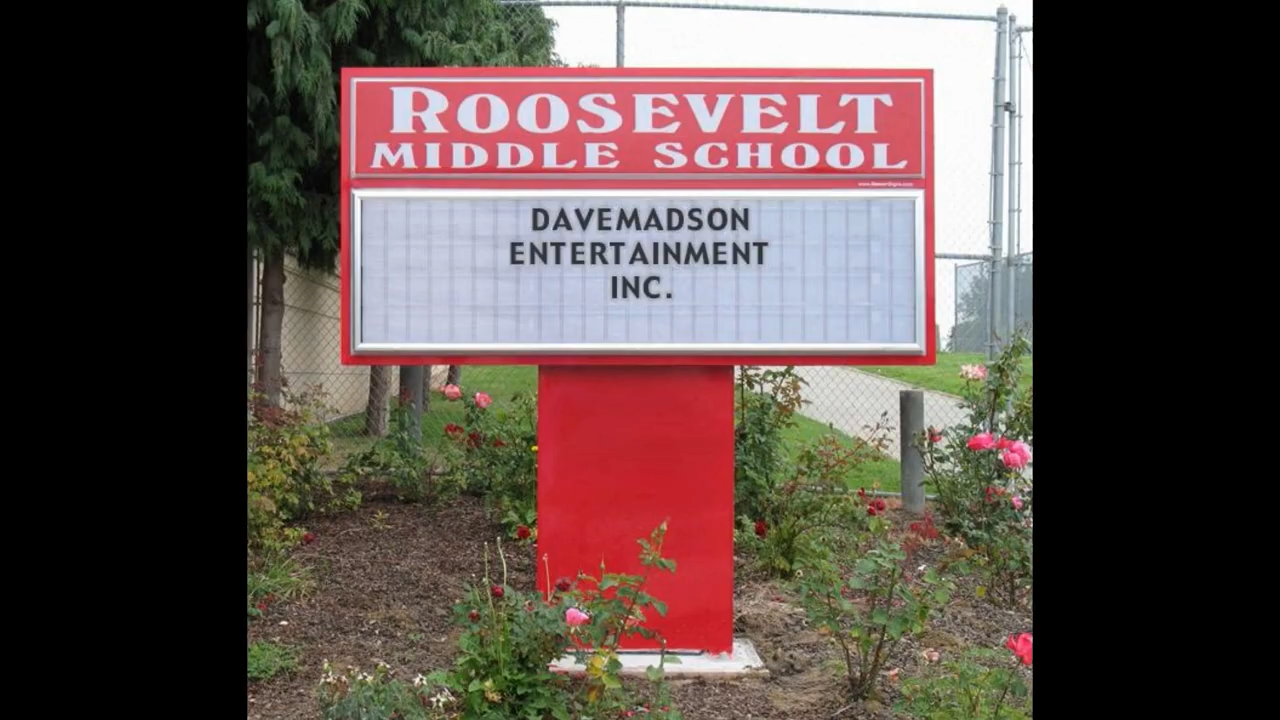 ROOSEVELT
MIDDLE SCHOOL
DAVEMADSON
ENTERTAINMENT
INC.